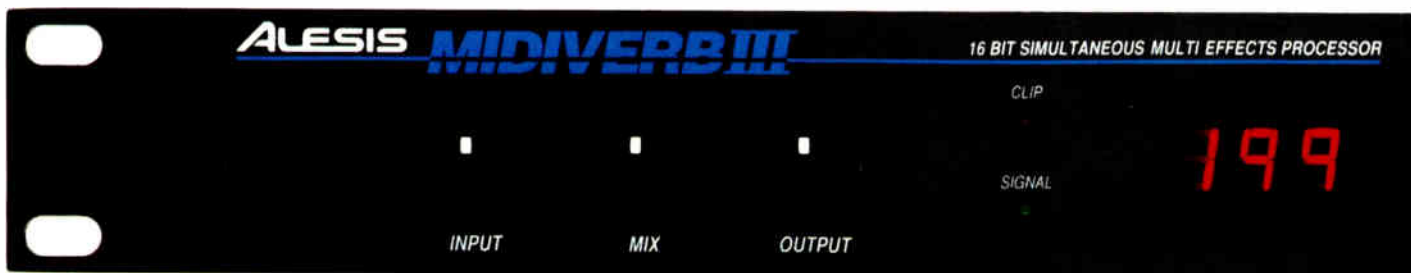 ALESIS MIDIVERB III
16 BIT SIMULTANEOUS MULTI EFFECTS PROCESSOR
CLIP
199
SIGNAL
INPUT MIX OUTPUT